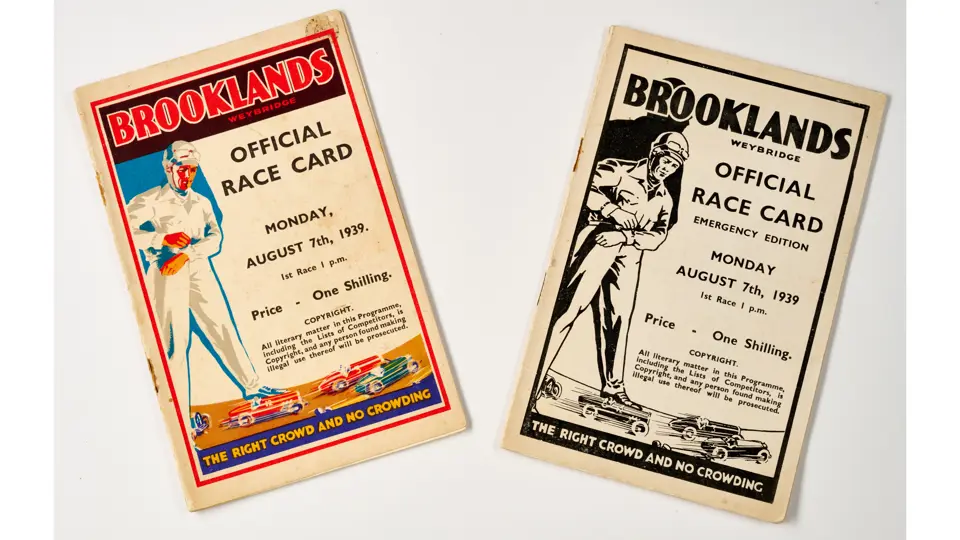 BROOKLANDS
WEYBRIDGE
OFFICIAL
RACE CARD
MONDAY,
AUGUST 7th, 1939.
1st Race 1 p.m.
Price - One Shilling.
COPYRIGHT.
All literary matter in this Programme,
including the Lists of Competitors, is
Copyright, and any person found making
illegal use thereof will be prosecuted.
THE RIGHT CROWD AND NO CROWDING
BROOKLANDS
WEYBRIDGE
OFFICIAL
RACE CARD
EMERGENCY EDITION
MONDAY
AUGUST 7th, 1939
1st Race 1 p.m.
Price - One Shilling.
COPYRIGHT.
All literary matter in this Programme,
including the Lists of Competitors, is
Copyright, and any person found making
illegal use thereof will be prosecuted.
THE RIGHT CROWD AND NO CROWDING